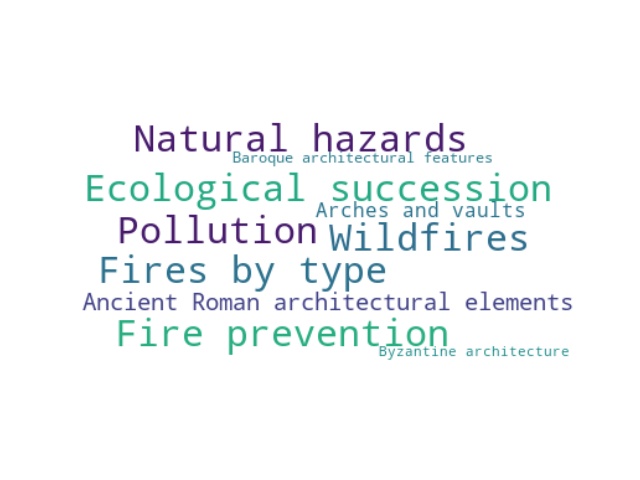 Natural hazards
Baroque architectural features
Ecological succession
Arches and vaults
Pollution
Wildfires
Fires by type
Ancient Roman architectural elements
Fire prevention
Byzantine architecture